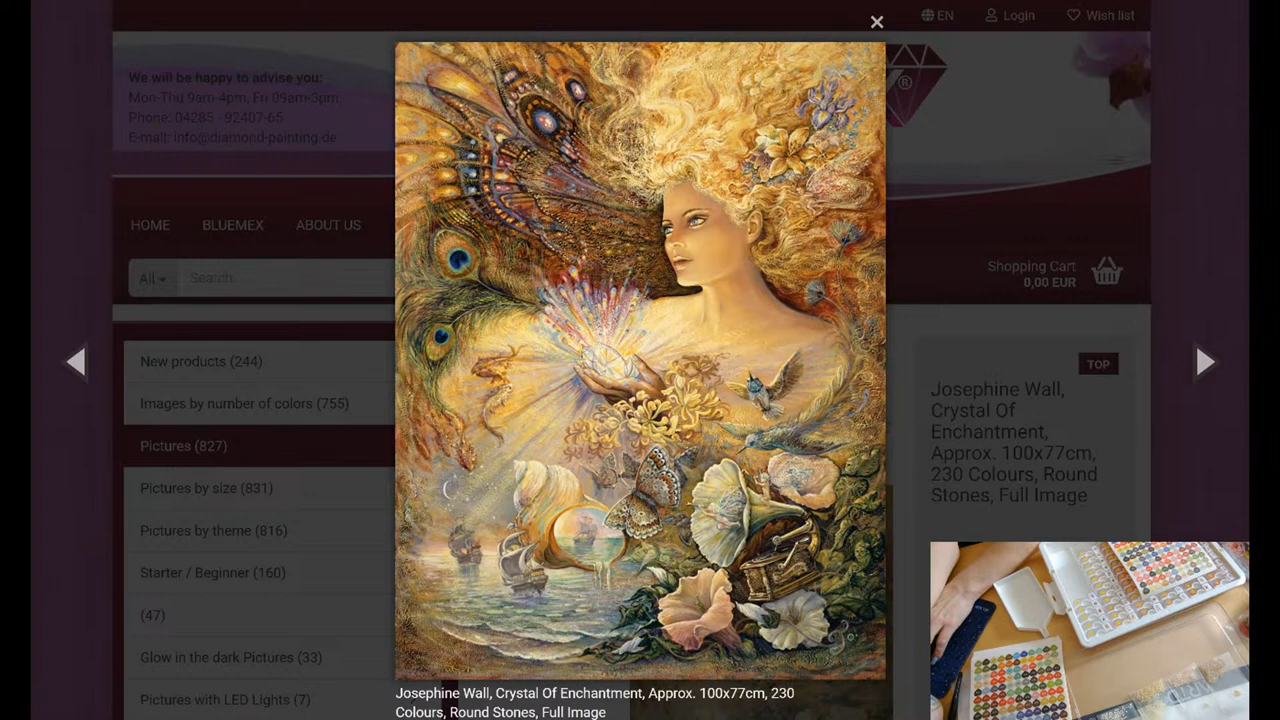 EN Login Wish list
We will be happy to advise you:
Mon-Thu 9am-4pm, Fri 09am-3pm
Phone: 04285 - 92407-65
E-mail: info@diamond-painting.de
®
HOME BLUEMEX ABOUT US
All Search
Shopping Cart
0,00 EUR
New products (244)
Images by number of colors (755)
Pictures (827)
Pictures by size (831)
Pictures by theme (816)
Starter / Beginner (160)
(47)
Glow in the dark Pictures (33)
Pictures with LED Lights (7)
TOP
Josephine Wall,
Crystal Of
Enchantment,
Approx. 100x77cm,
230 Colours, Round
Stones, Full Image
Josephine Wall, Crystal Of Enchantment, Approx. 100x77cm, 230
Colours, Round Stones, Full Image